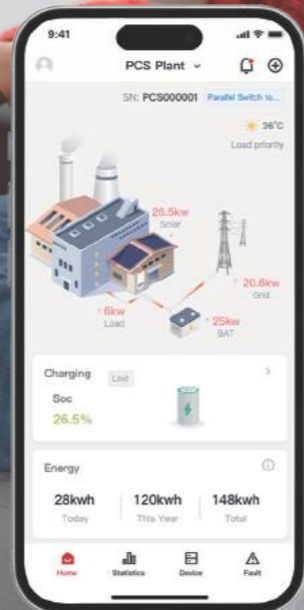 9:41
PCS Plant
SN: PCS000001 Parallel Switch to...
36°C
Load priority
26.5kw
Solar
20.6kw
Grid
6kw
Load
25kw
BAT
Charging Lost
Soc
26.5%
Energy
28kwh 120kwh 148kwh
Today This Year Total
Home Statistics Device Fault